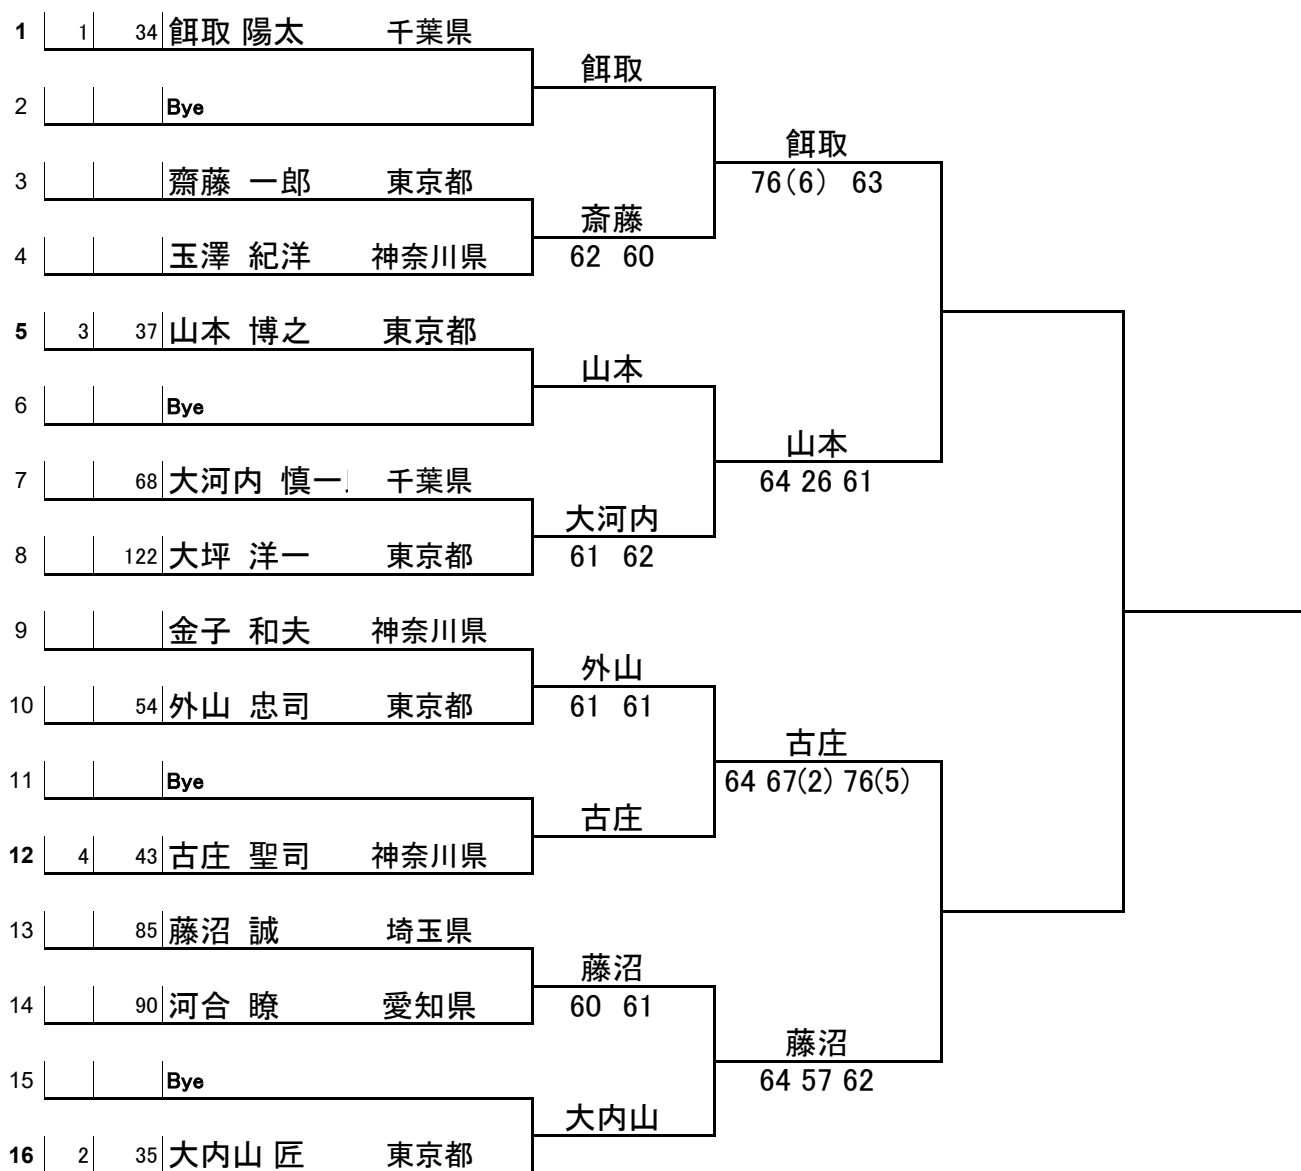 1 1 34 餌取 陽太 千葉県
餌取
2 Bye
餌取
3 齋藤 一郎 東京都
76(6) 63
斎藤
4 玉澤 紀洋 神奈川県
62 60
5 3 37 山本 博之 東京都
山本
6 Bye
山本
7 68 大河内 慎一 千葉県
64 26 61
大河内
8 122 大坪 洋一 東京都
61 62
9 金子 和夫 神奈川県
外山
10 54 外山 忠司 東京都
61 61
古庄
11 Bye
64 67(2) 76(5)
古庄
12 4 43 古庄 聖司 神奈川県
13 85 藤沼 誠 埼玉県
藤沼
14 90 河合 瞭 愛知県
60 61
藤沼
15 Bye
64 57 62
大内山
16 2 35 大内山 匠 東京都